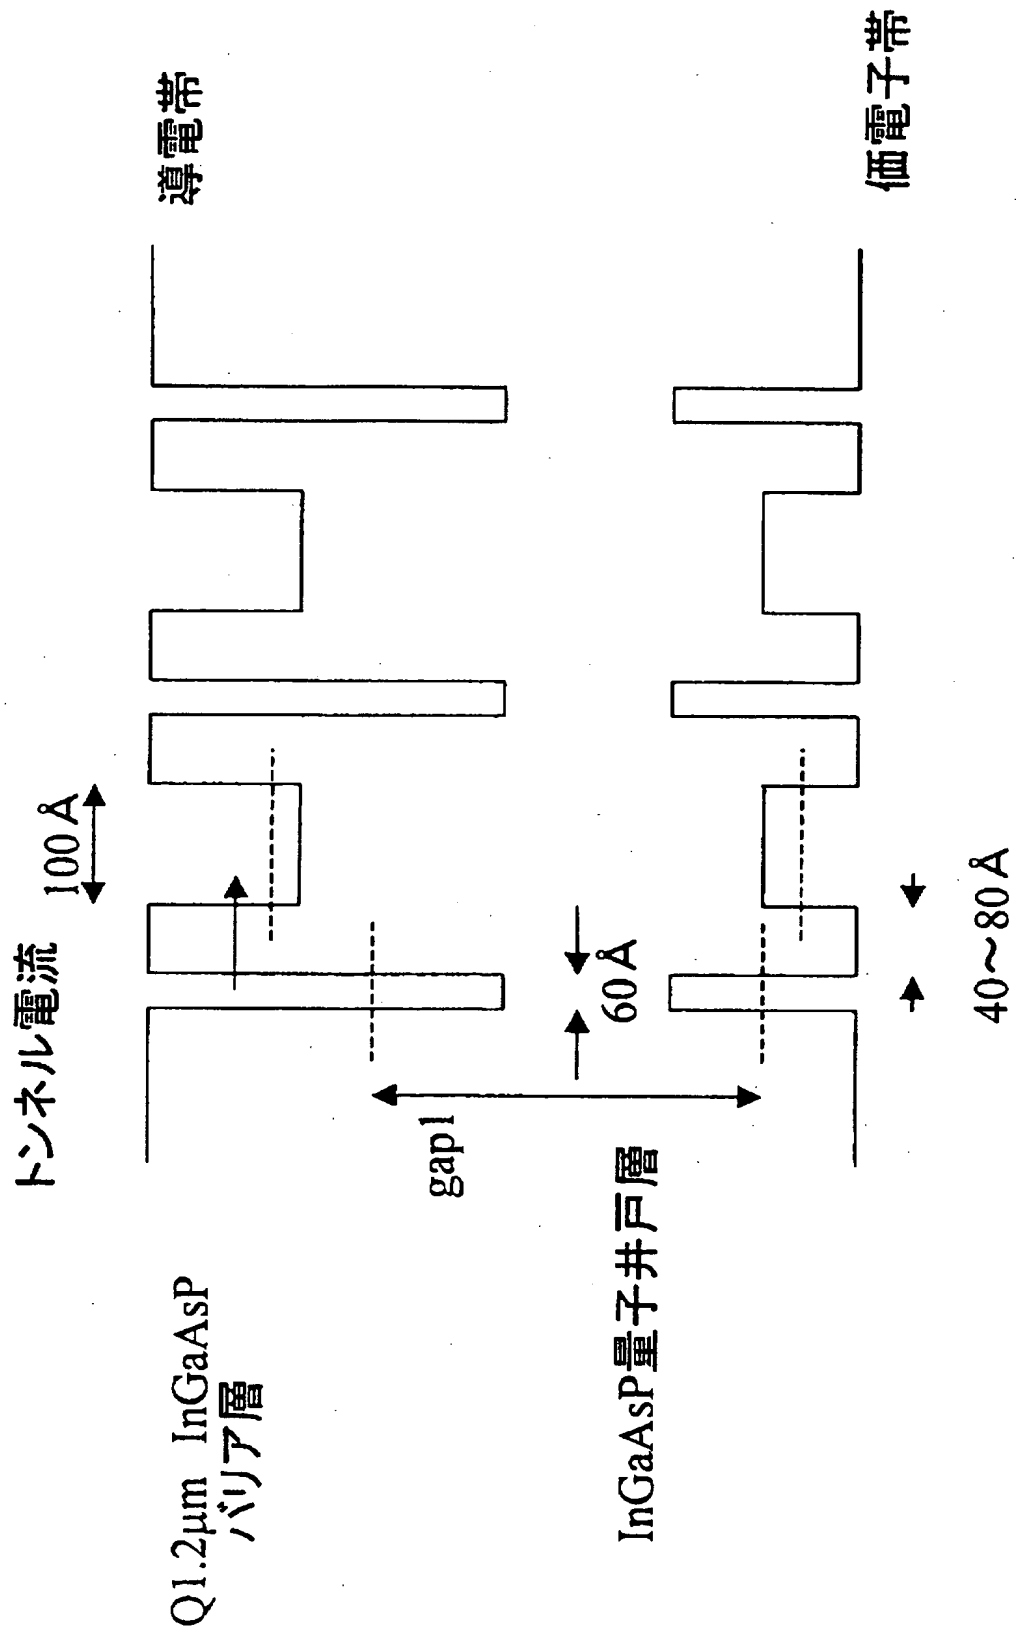 Q1.2μm InGaAsP
バリア層
トンネル電流
100Å
導電帯
gap1
InGaAsP量子井戸層
60Å
40～80Å
価電子帯